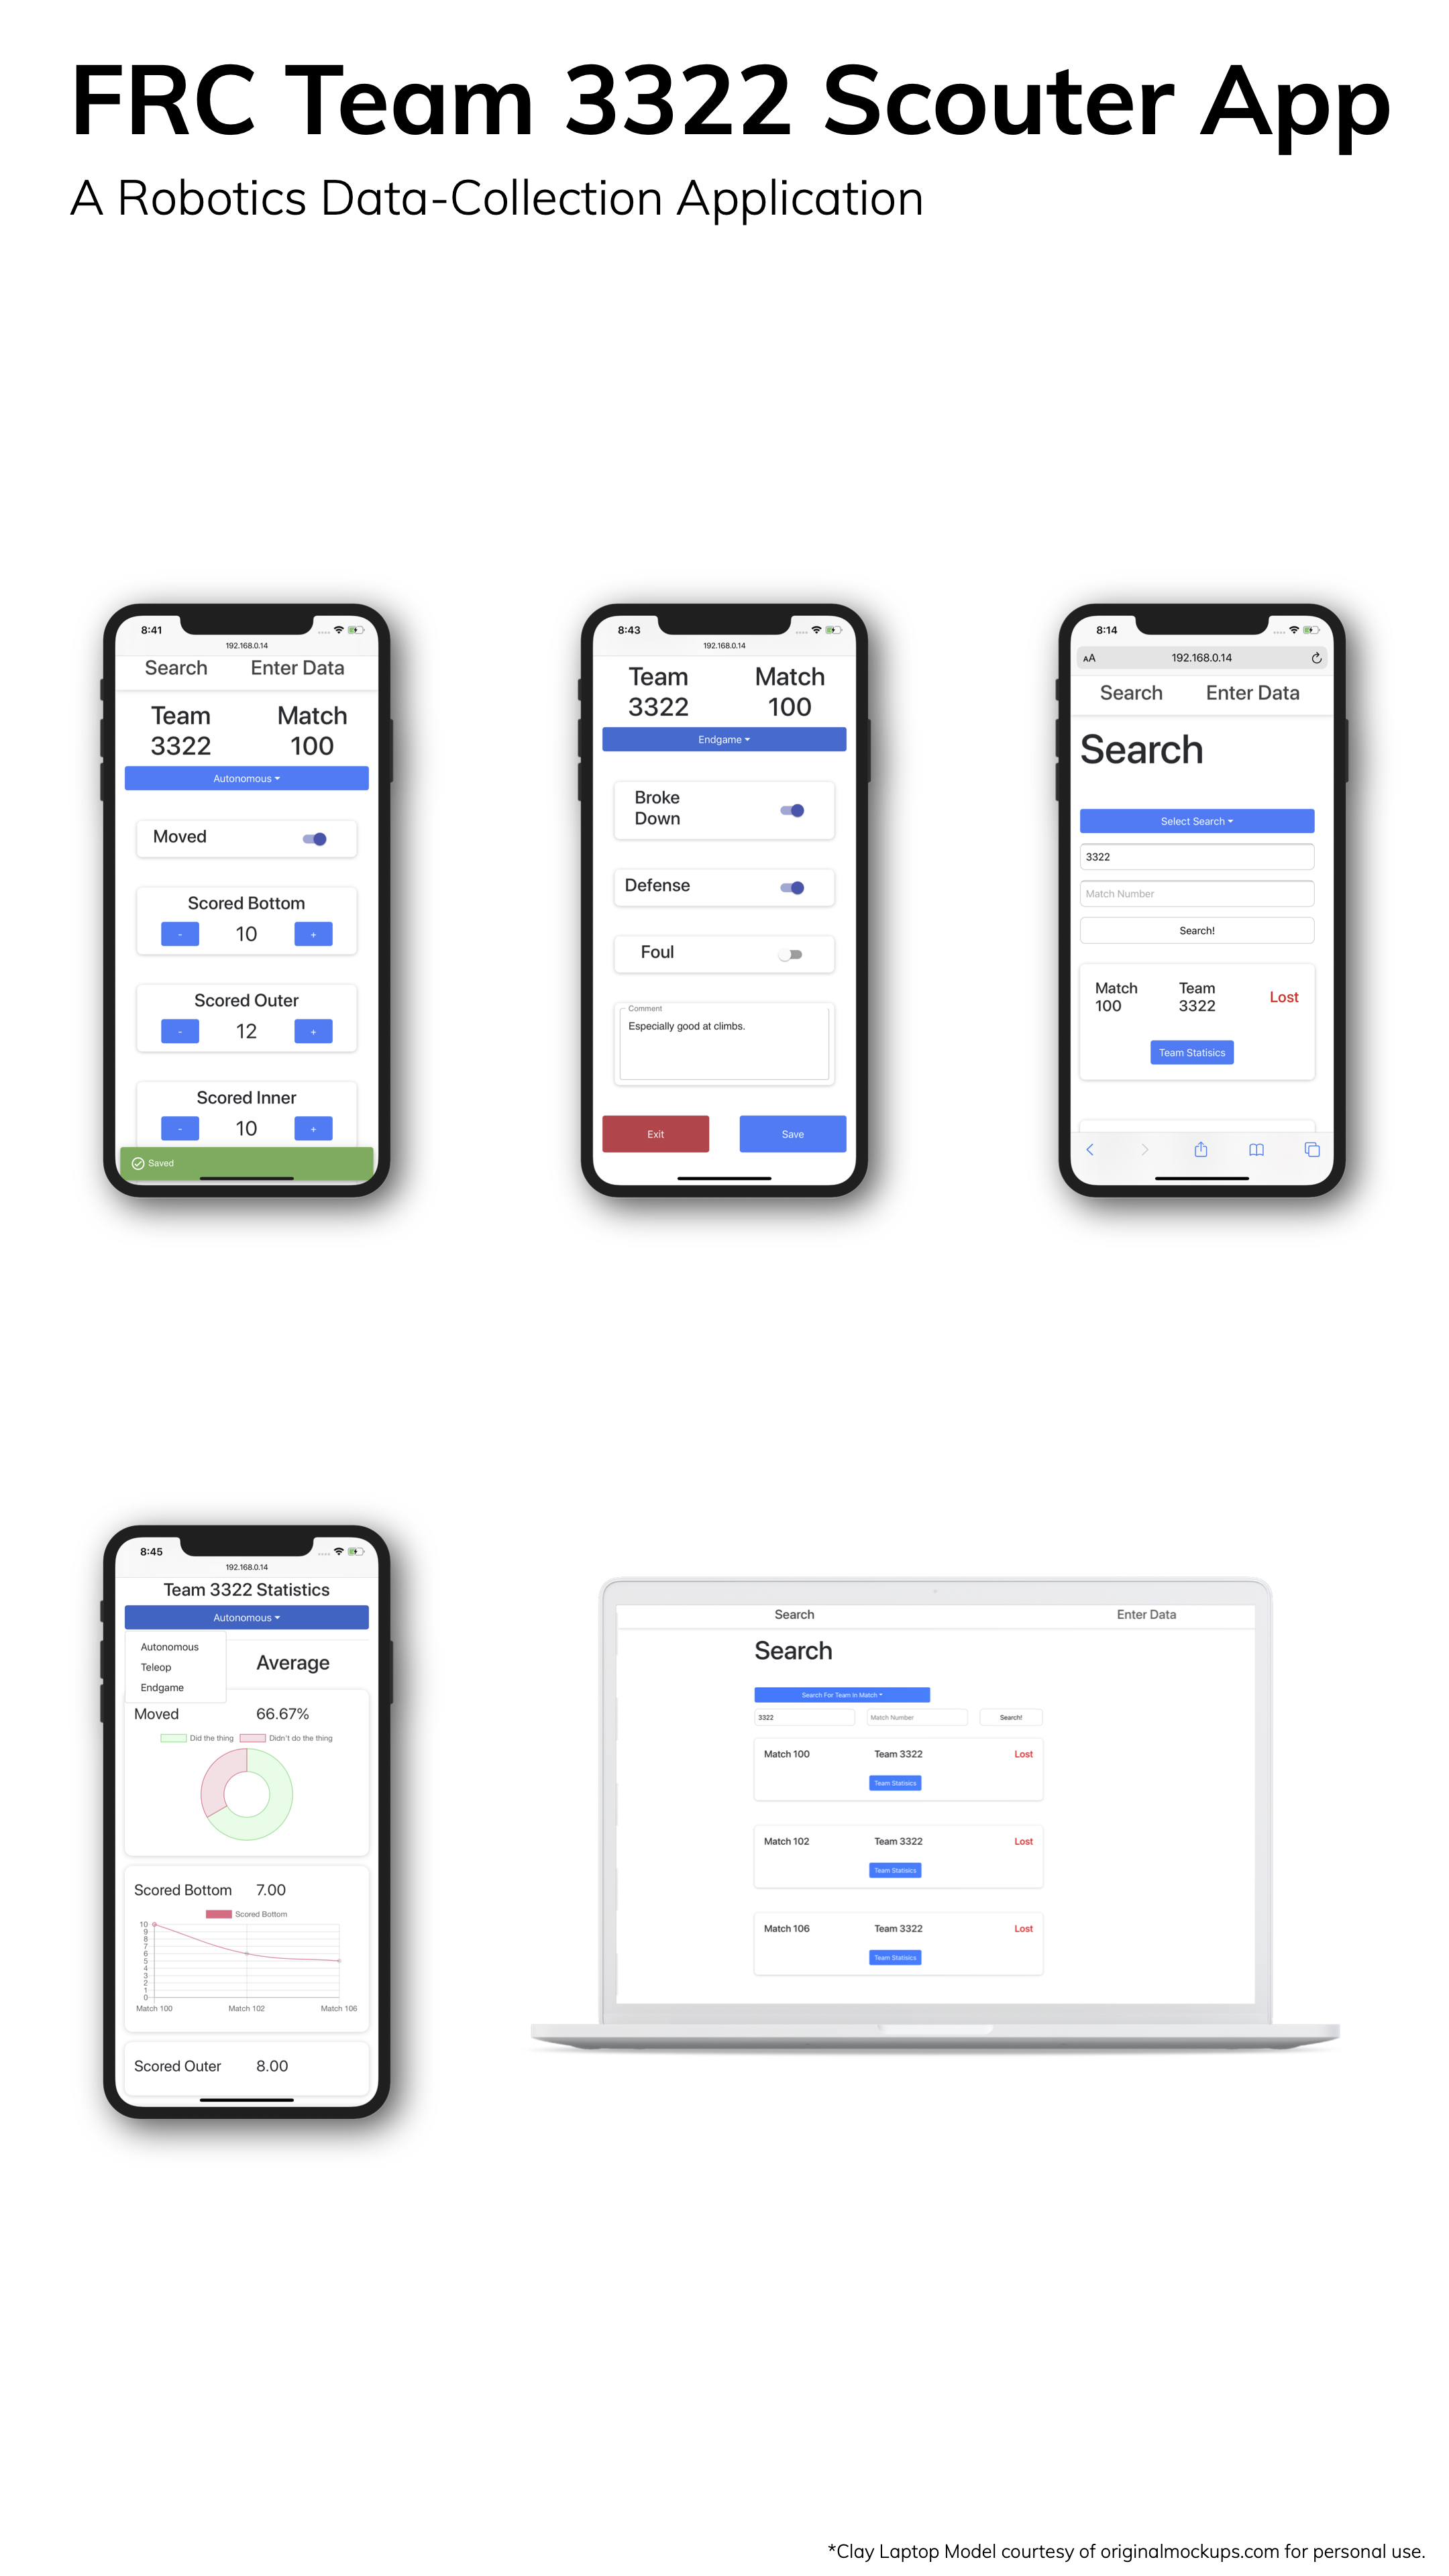 FRC Team 3322 Scouter App
A Robotics Data-Collection Application
8:41
192.168.0.14
Search Enter Data
Team 3322 Match 100
Autonomous
Moved
Scored Bottom
- 10 +
Scored Outer
- 12 +
Scored Inner
- 10 +
Saved
8:43
192.168.0.14
Team 3322 Match 100
Endgame
Broke
Down
Defense
Foul
Comment
Especially good at climbs.
Exit Save
8:14
AA 192.168.0.14
Search Enter Data
Search
Select Search
3322
Match Number
Search!
Match 100 Team 3322 Lost
Team Statisics
8:45
192.168.0.14
Team 3322 Statistics
Autonomous
Autonomous
Teleop
Endgame
Average
Moved 66.67%
Did the thing Didn't do the thing
Scored Bottom 7.00
Scored Bottom
10
9
8
7
6
5
4
3
2
1
0
Match 100 Match 102 Match 106
Scored Outer 8.00
Search Enter Data
Search
Search For Team In Match
3322 Match Number Search!
Match 100 Team 3322 Lost
Team Statisics
Match 102 Team 3322 Lost
Team Statisics
Match 106 Team 3322 Lost
Team Statisics
*Clay Laptop Model courtesy of originalmockups.com for personal use.